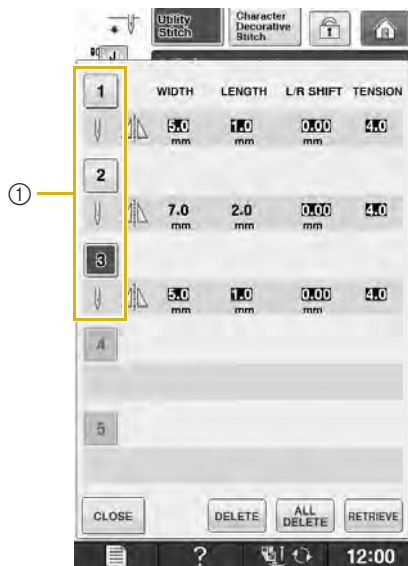 Utility
Stitch
Character
Decorative
Stitch
1 WIDTH LENGTH L/R SHIFT TENSION
5.0 1.0 0.00 4.0
mm mm mm
2
①
7.0 2.0 0.00 4.0
mm mm mm
3
5.0 1.0 0.00 4.0
mm mm mm
4
5
CLOSE DELETE ALL DELETE RETRIEVE
? 12:00